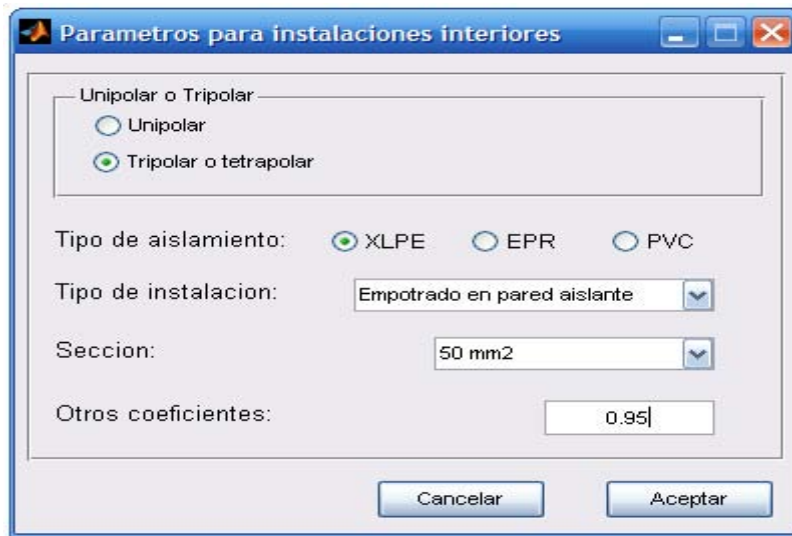 Parametros para instalaciones interiores
Unipolar o Tripolar
Unipolar
Tripolar o tetrapolar
Tipo de aislamiento: XLPE EPR PVC
Tipo de instalacion: Empotrado en pared aislante
Seccion: 50 mm2
Otros coeficientes: 0.95
Cancelar Aceptar